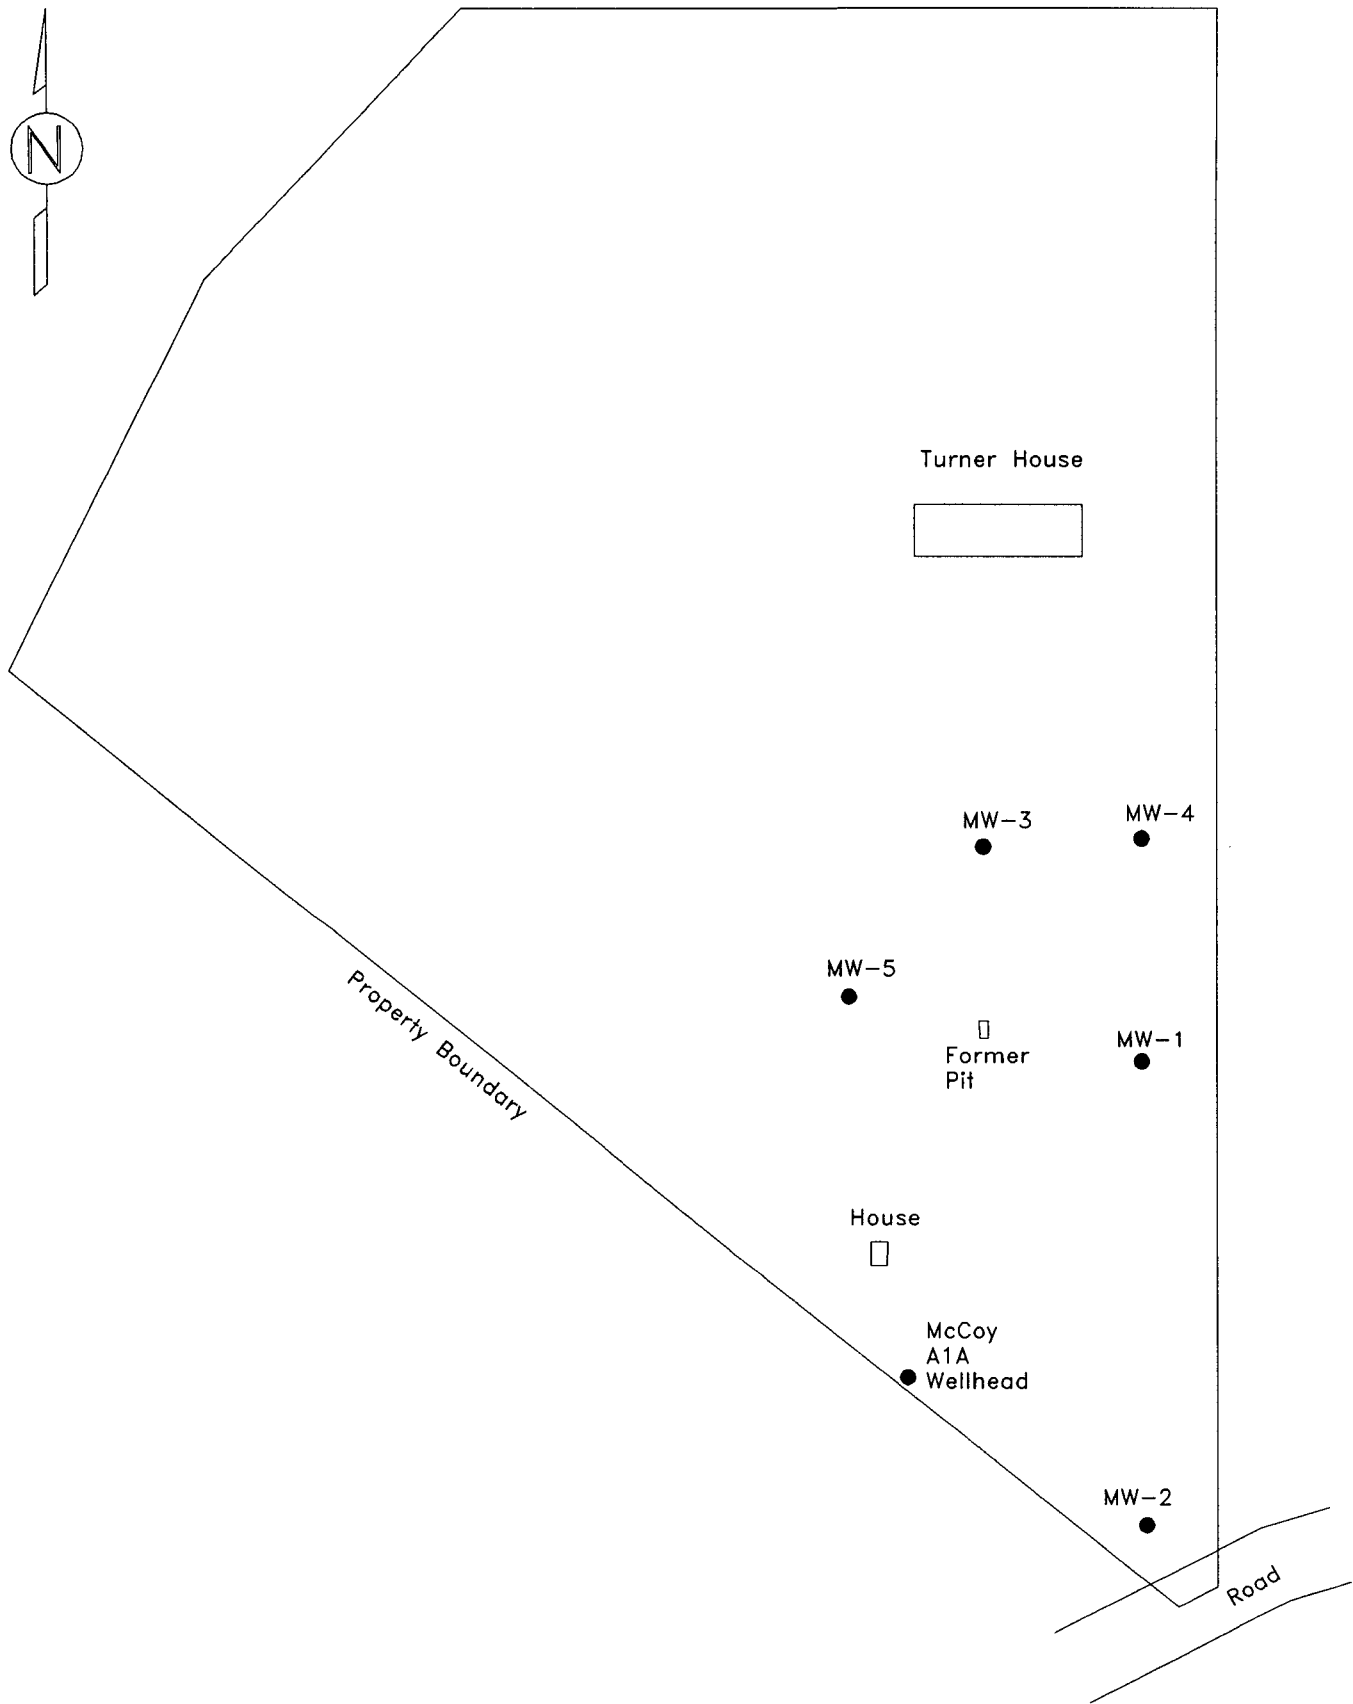 N
Turner House
MW-3
MW-4
MW-5
Former
Pit
MW-1
Property Boundary
House
McCoy
A1A
Wellhead
MW-2
Road